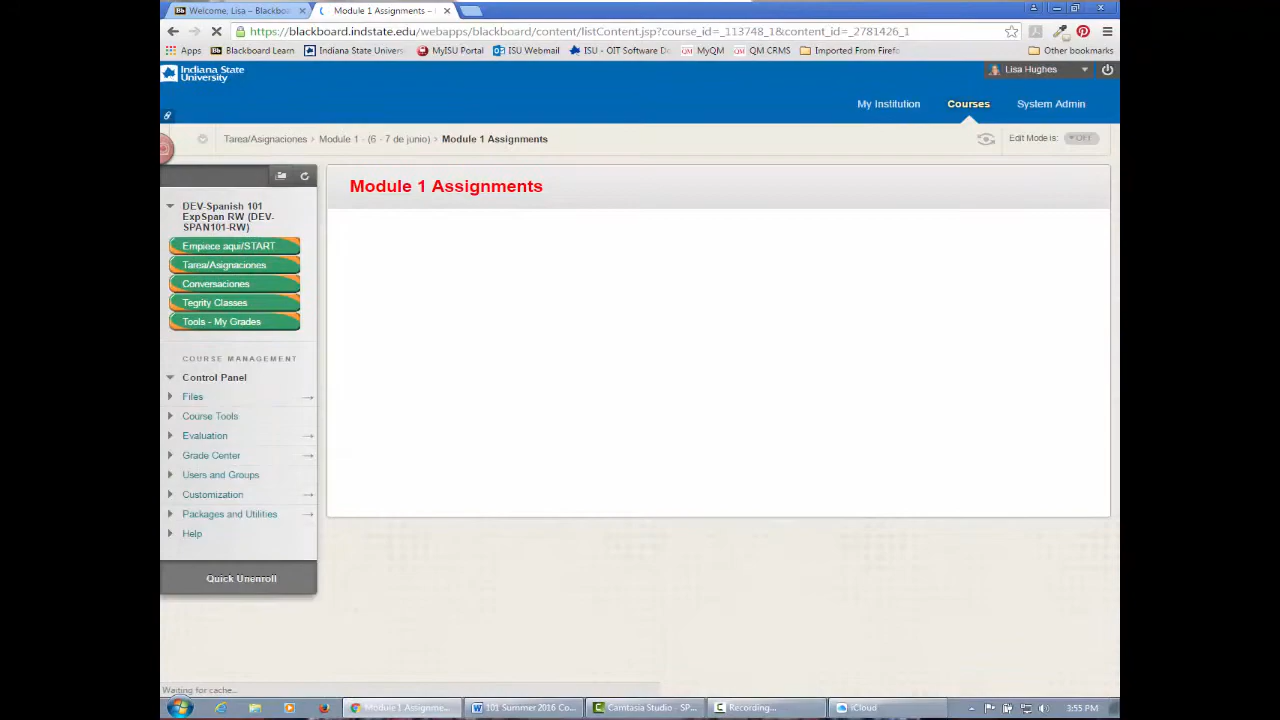 Welcome, Lisa – Blackboa
Module 1 Assignments –
https://blackboard.indstate.edu/webapps/blackboard/content/listContent.jsp?course_id=_113748_1&content_id=_2781426_1
Apps
Blackboard Learn
Indiana State Univers
MyISU Portal
ISU Webmail
ISU - OIT Software Do
MyQM
QM CRMS
Imported From Firefo
Other bookmarks
Indiana State
University
Lisa Hughes
My Institution
Courses
System Admin
Tarea/Asignaciones > Module 1 - (6 - 7 de junio) > Module 1 Assignments
Edit Mode is:
OFF
DEV-Spanish 101
ExpSpan RW (DEV-
SPAN101-RW)
Empiece aqui/START
Tarea/Asignaciones
Conversaciones
Tegrity Classes
Tools - My Grades
COURSE MANAGEMENT
Control Panel
Files
Course Tools
Evaluation
Grade Center
Users and Groups
Customization
Packages and Utilities
Help
Quick Unenroll
Module 1 Assignments
Waiting for cache...
Module 1 Assignme...
101 Summer2016 Co...
Camtasia Studio - SP...
Recording...
iCloud
3:55 PM